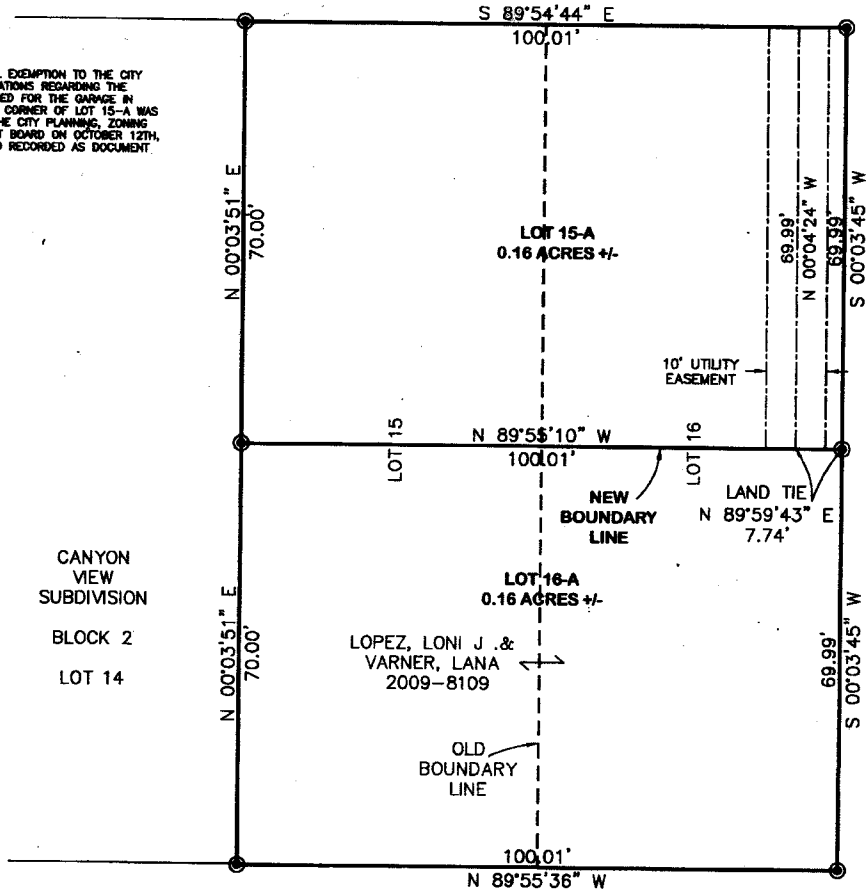 S 89°54'44" E
100.01'
EXEMPTION TO THE CITY
ATIONS REGARDING THE
ED FOR THE GARAGE IN
CORNER OF LOT 15-A WAS
HE CITY PLANNING, ZONING
T BOARD ON OCTOBER 12TH,
RECORDED AS DOCUMENT
N 00°03'51" E
70.00'
LOT 15-A
0.16 ACRES +/-
69.99'
N 00°04'24" W
69.99'
S 00°03'45" W
10' UTILITY
EASEMENT
LOT 15
N 89°55'10" W
100.01'
LOT 16
NEW
BOUNDARY
LINE
LAND TIE
N 89°59'43" E
7.74'
CANYON
VIEW
SUBDIVISION
BLOCK 2
LOT 14
N 00°03'51" E
70.00'
LOT 16-A
0.16 ACRES +/-
LOPEZ, LONI J .&
VARNER, LANA
2009-8109
69.99'
S 00°03'45" W
OLD
BOUNDARY
LINE
100.01'
N 89°55'36" W